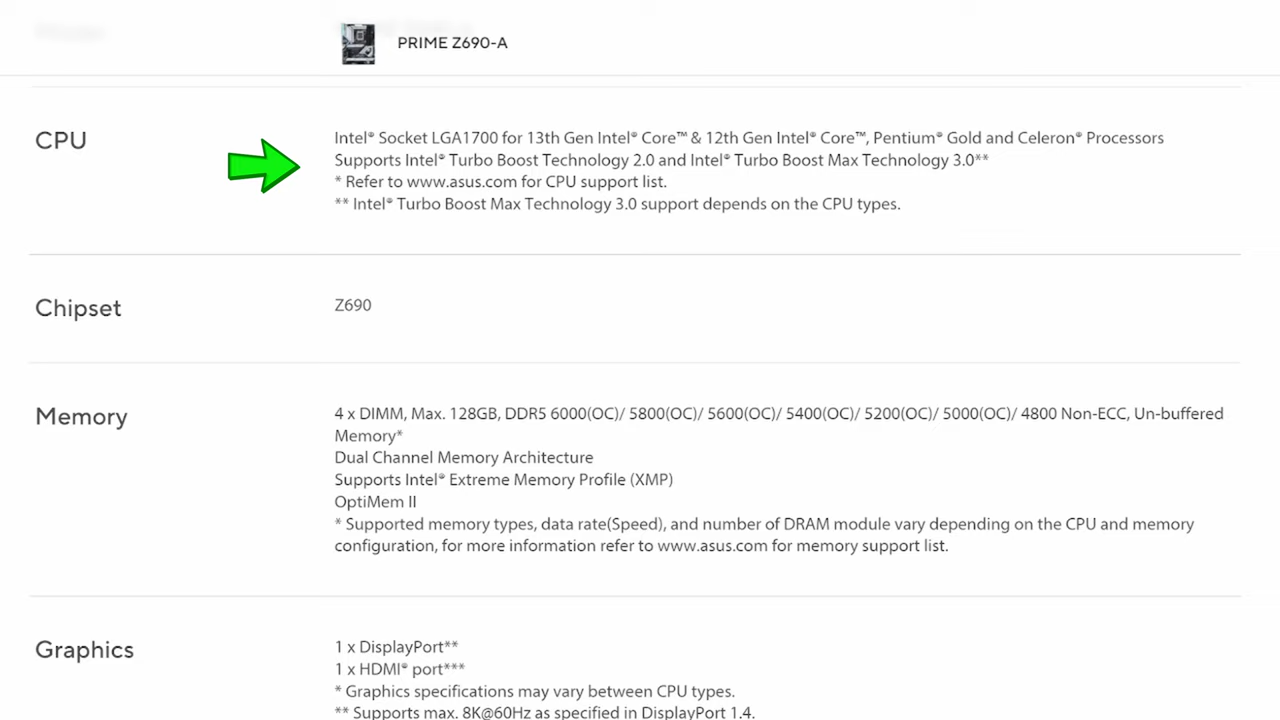 PRIME Z690-A
CPU
Intel® Socket LGA1700 for 13th Gen Intel® Core™ & 12th Gen Intel® Core™, Pentium® Gold and Celeron® Processors
Supports Intel® Turbo Boost Technology 2.0 and Intel® Turbo Boost Max Technology 3.0**
* Refer to www.asus.com for CPU support list.
** Intel® Turbo Boost Max Technology 3.0 support depends on the CPU types.
Chipset
Z690
Memory
4 x DIMM, Max. 128GB, DDR5 6000(OC)/ 5800(OC)/ 5600(OC)/ 5400(OC)/ 5200(OC)/ 5000(OC)/ 4800 Non-ECC, Un-buffered
Memory*
Dual Channel Memory Architecture
Supports Intel® Extreme Memory Profile (XMP)
OptiMem II
* Supported memory types, data rate(Speed), and number of DRAM module vary depending on the CPU and memory
configuration, for more information refer to www.asus.com for memory support list.
Graphics
1 x DisplayPort**
1 x HDMI® port***
* Graphics specifications may vary between CPU types.
** Supports max. 8K@60Hz as specified in DisplayPort 1.4.